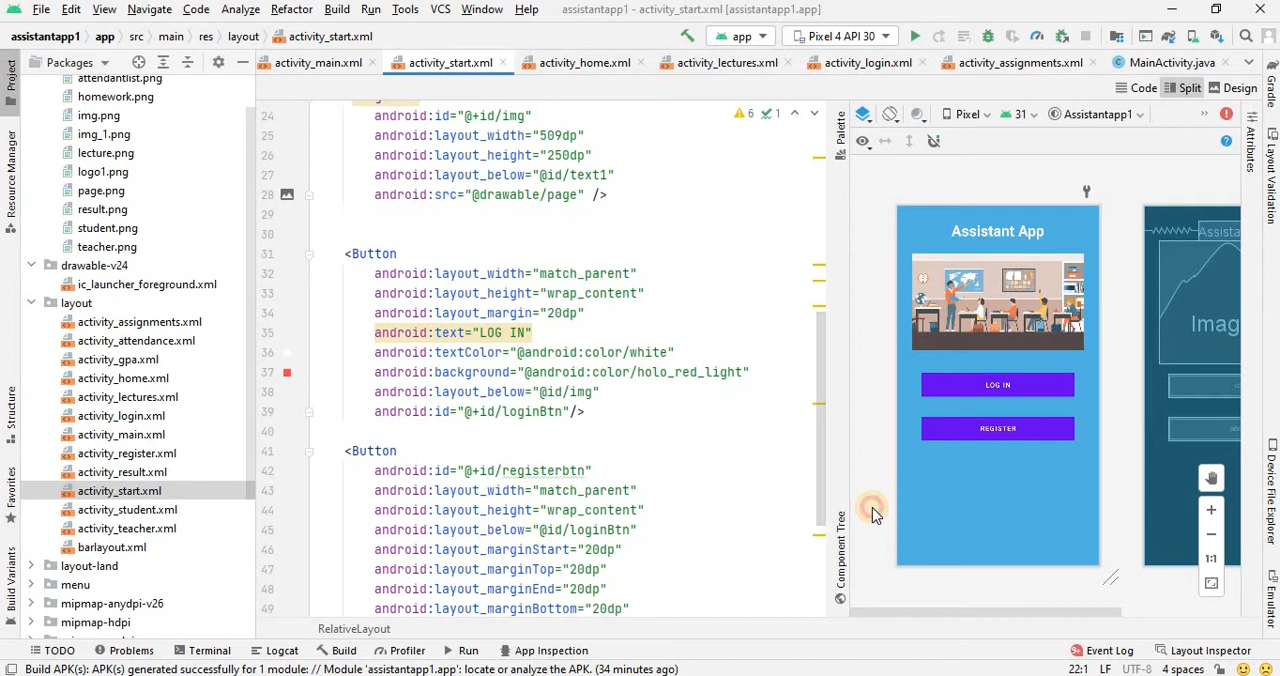 File Edit View Navigate Code Analyze Refactor Build Run Tools VCS Window Help assistantapp1 - activity_start.xml [assistantapp1.app]
assistantapp1 app src main res layout activity_start.xml app Pixel 4 API 30
Packages activity_main.xml activity_start.xml activity_home.xml activity_lectures.xml activity_login.xml activity_assignments.xml MainActivity.java
Code Split Design
Project
Resource Manager
Structure
Favorites
Build Variants
attendantlist.png
homework.png
img.png
img_1.png
lecture.png
logo1.png
page.png
result.png
student.png
teacher.png
drawable-v24
ic_launcher_foreground.xml
layout
activity_assignments.xml
activity_attendance.xml
activity_gpa.xml
activity_home.xml
activity_lectures.xml
activity_login.xml
activity_main.xml
activity_register.xml
activity_result.xml
activity_start.xml
activity_student.xml
activity_teacher.xml
barlayout.xml
layout-land
menu
mipmap-anydpi-v26
mipmap-hdpi
6 1
24 android:id="@+id/img"
25 android:layout_width="509dp"
26 android:layout_height="250dp"
27 android:layout_below="@id/text1"
28 android:src="@drawable/page" />
29
30
31 <Button
32 android:layout_width="match_parent"
33 android:layout_height="wrap_content"
34 android:layout_margin="20dp"
35 android:text="LOG IN"
36 android:textColor="@android:color/white"
37 android:background="@android:color/holo_red_light"
38 android:layout_below="@id/img"
39 android:id="@+id/loginBtn"/>
40
41 <Button
42 android:id="@+id/registerbtn"
43 android:layout_width="match_parent"
44 android:layout_height="wrap_content"
45 android:layout_below="@id/loginBtn"
46 android:layout_marginStart="20dp"
47 android:layout_marginTop="20dp"
48 android:layout_marginEnd="20dp"
49 android:layout_marginBottom="20dp"
RelativeLayout
Palette
Component Tree
Pixel 31 Assistantapp1
Assistant App
LOG IN
REGISTER
Assista
Imag
1:1
Attributes
Gradle
Layout Validation
Device File Explorer
Emulator
TODO Problems Terminal Logcat Build Profiler Run App Inspection Event Log Layout Inspector
Build APK(s): APK(s) generated successfully for 1 module: // Module 'assistantapp1.app': locate or analyze the APK. (34 minutes ago) 22:1 LF UTF-8 4 spaces